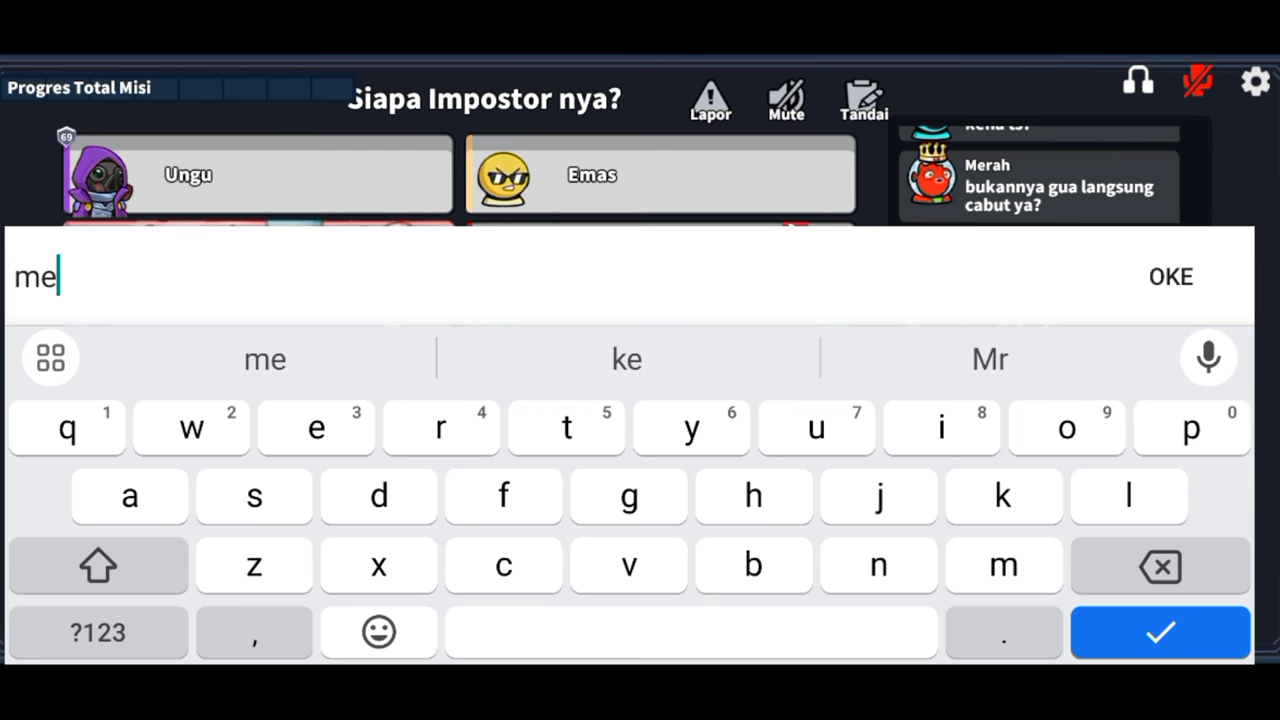 Progres Total Misi
Siapa Impostor nya?
Lapor
Mute
Tandai
69
Ungu
Emas
Merah
bukannya gua langsung
cabut ya?
me
OKE
me
ke
Mr
q 1 w 2 e 3 r 4 t 5 y 6 u 7 i 8 o 9 p 0
a s d f g h j k l
z x c v b n m
?123 , .